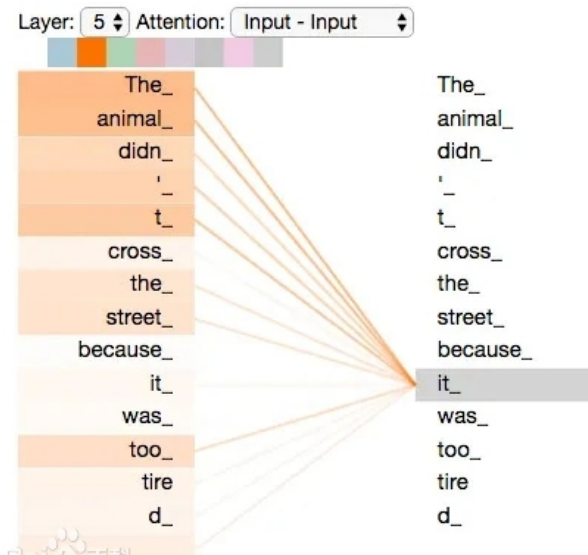 Layer: 5 Attention: Input - Input
The_ The_
animal_ animal_
didn_ didn_
'_ '_
t_ t_
cross_ cross_
the_ the_
street_ street_
because_ because_
it_ it_
was_ was_
too_ too_
tire tire
d_ d_